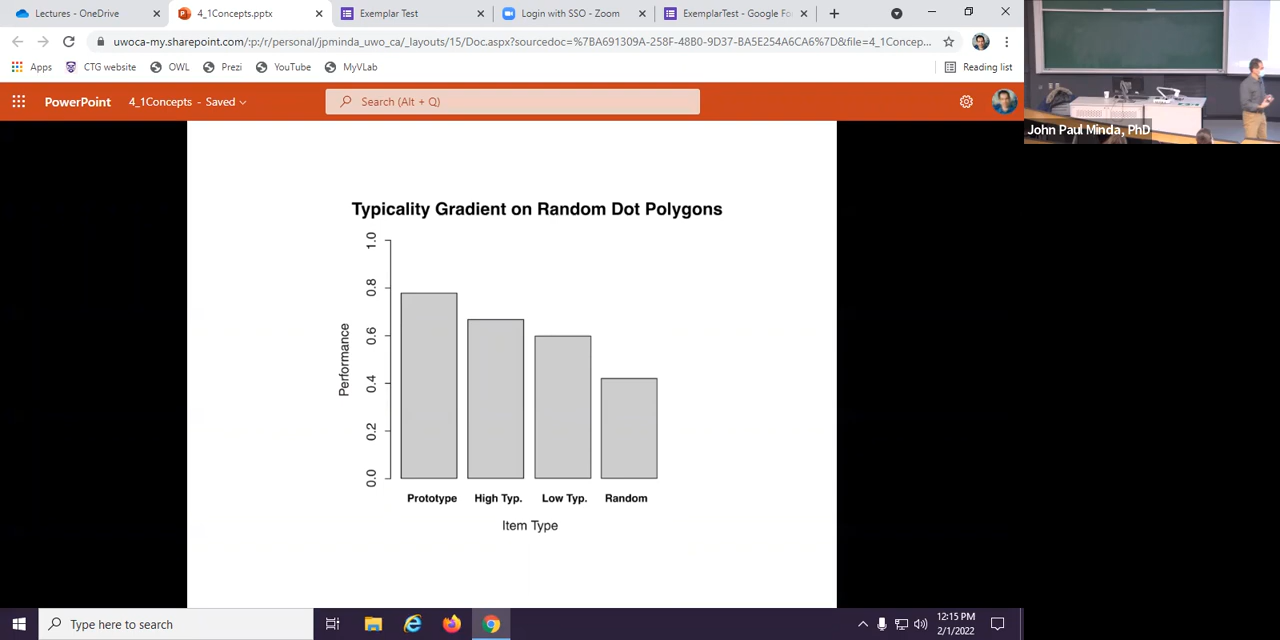 Lectures - OneDrive
4_1Concepts.pptx
Exemplar Test
Login with SSO - Zoom
ExemplarTest - Google Fo
uwoca-my.sharepoint.com/:p:/r/personal/jpminda_uwo_ca/_layouts/15/Doc.aspx?sourcedoc=%7BA691309A-258F-48B0-9D37-BA5E254A6CA6%7D&file=4_1Concep...
Apps
CTG website
OWL
Prezi
YouTube
MyVLab
Reading list
PowerPoint
4_1Concepts - Saved
Search (Alt + Q)
John Paul Minda, PhD
Typicality Gradient on Random Dot Polygons
Performance
1.0
0.8
0.6
0.4
0.2
0.0
Prototype High Typ. Low Typ. Random
Item Type
Type here to search
12:15 PM
2/1/2022